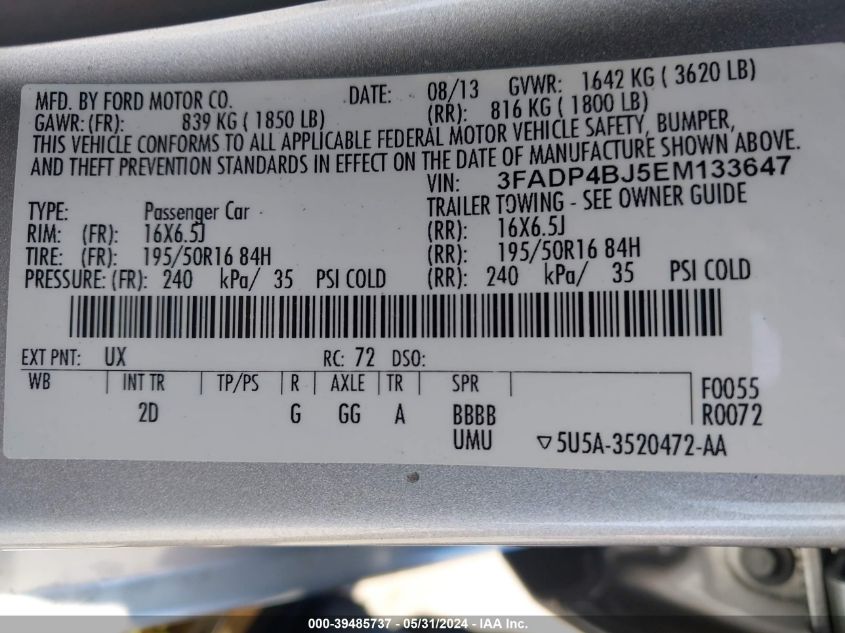 MFD. BY FORD MOTOR CO. DATE: 08/13 GVWR: 1642 KG ( 3620 LB)
GAWR:(FR): 839 KG ( 1850 LB) (RR): 816 KG ( 1800 LB)
THIS VEHICLE CONFORMS TO ALL APPLICABLE FEDERAL MOTOR VEHICLE SAFETY, BUMPER,
AND THEFT PREVENTION STANDARDS IN EFFECT ON THE DATE OF MANUFACTURE SHOWN ABOVE.
VIN: 3FADP4BJ5EM133647
TYPE: Passenger Car TRAILER TOWING - SEE OWNER GUIDE
RIM: (FR): 16X6.5J (RR): 16X6.5J
TIRE: (FR): 195/50R16 84H (RR): 195/50R16 84H
PRESSURE: (FR): 240 kPa/ 35 PSI COLD (RR): 240 kPa/ 35 PSI COLD
EXT PNT: UX RC: 72 DSO:
WB INT TR TP/PS R AXLE TR SPR F0055
2D G GG A BBBB R0072
UMU ▽5U5A-3520472-AA
000-39485737 - 05/31/2024 - IAA Inc.